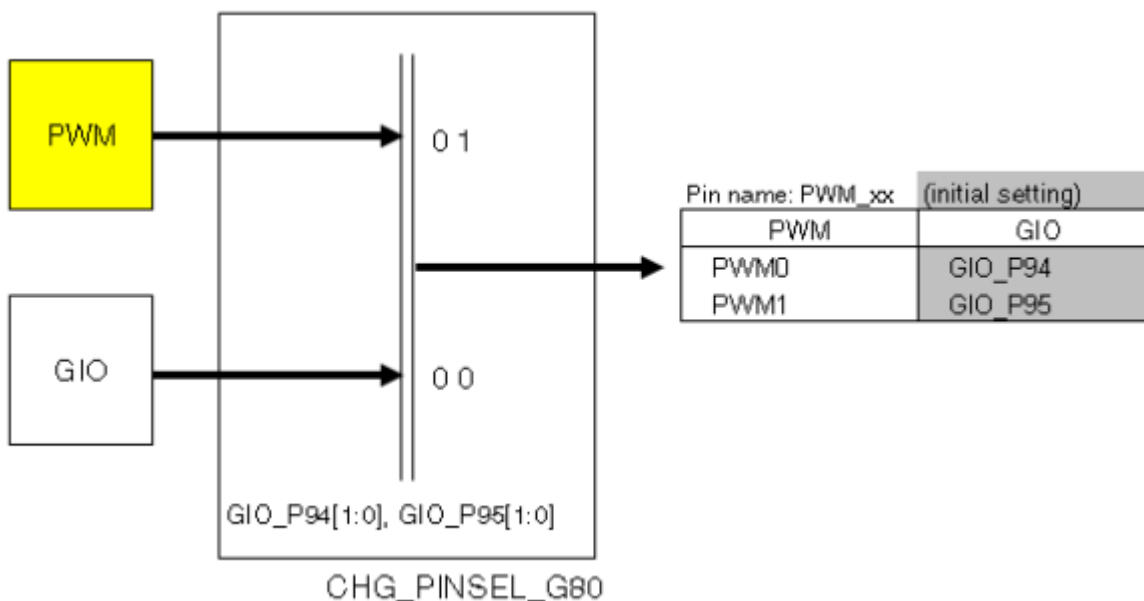 PWM
0 1
Pin name: PWM_xx (initial setting)
PWM GIO
PWM0 GIO_P94
PWM1 GIO_P95
GIO
0 0
GIO_P94[1:0], GIO_P95[1:0]
CHG_PINSEL_G80